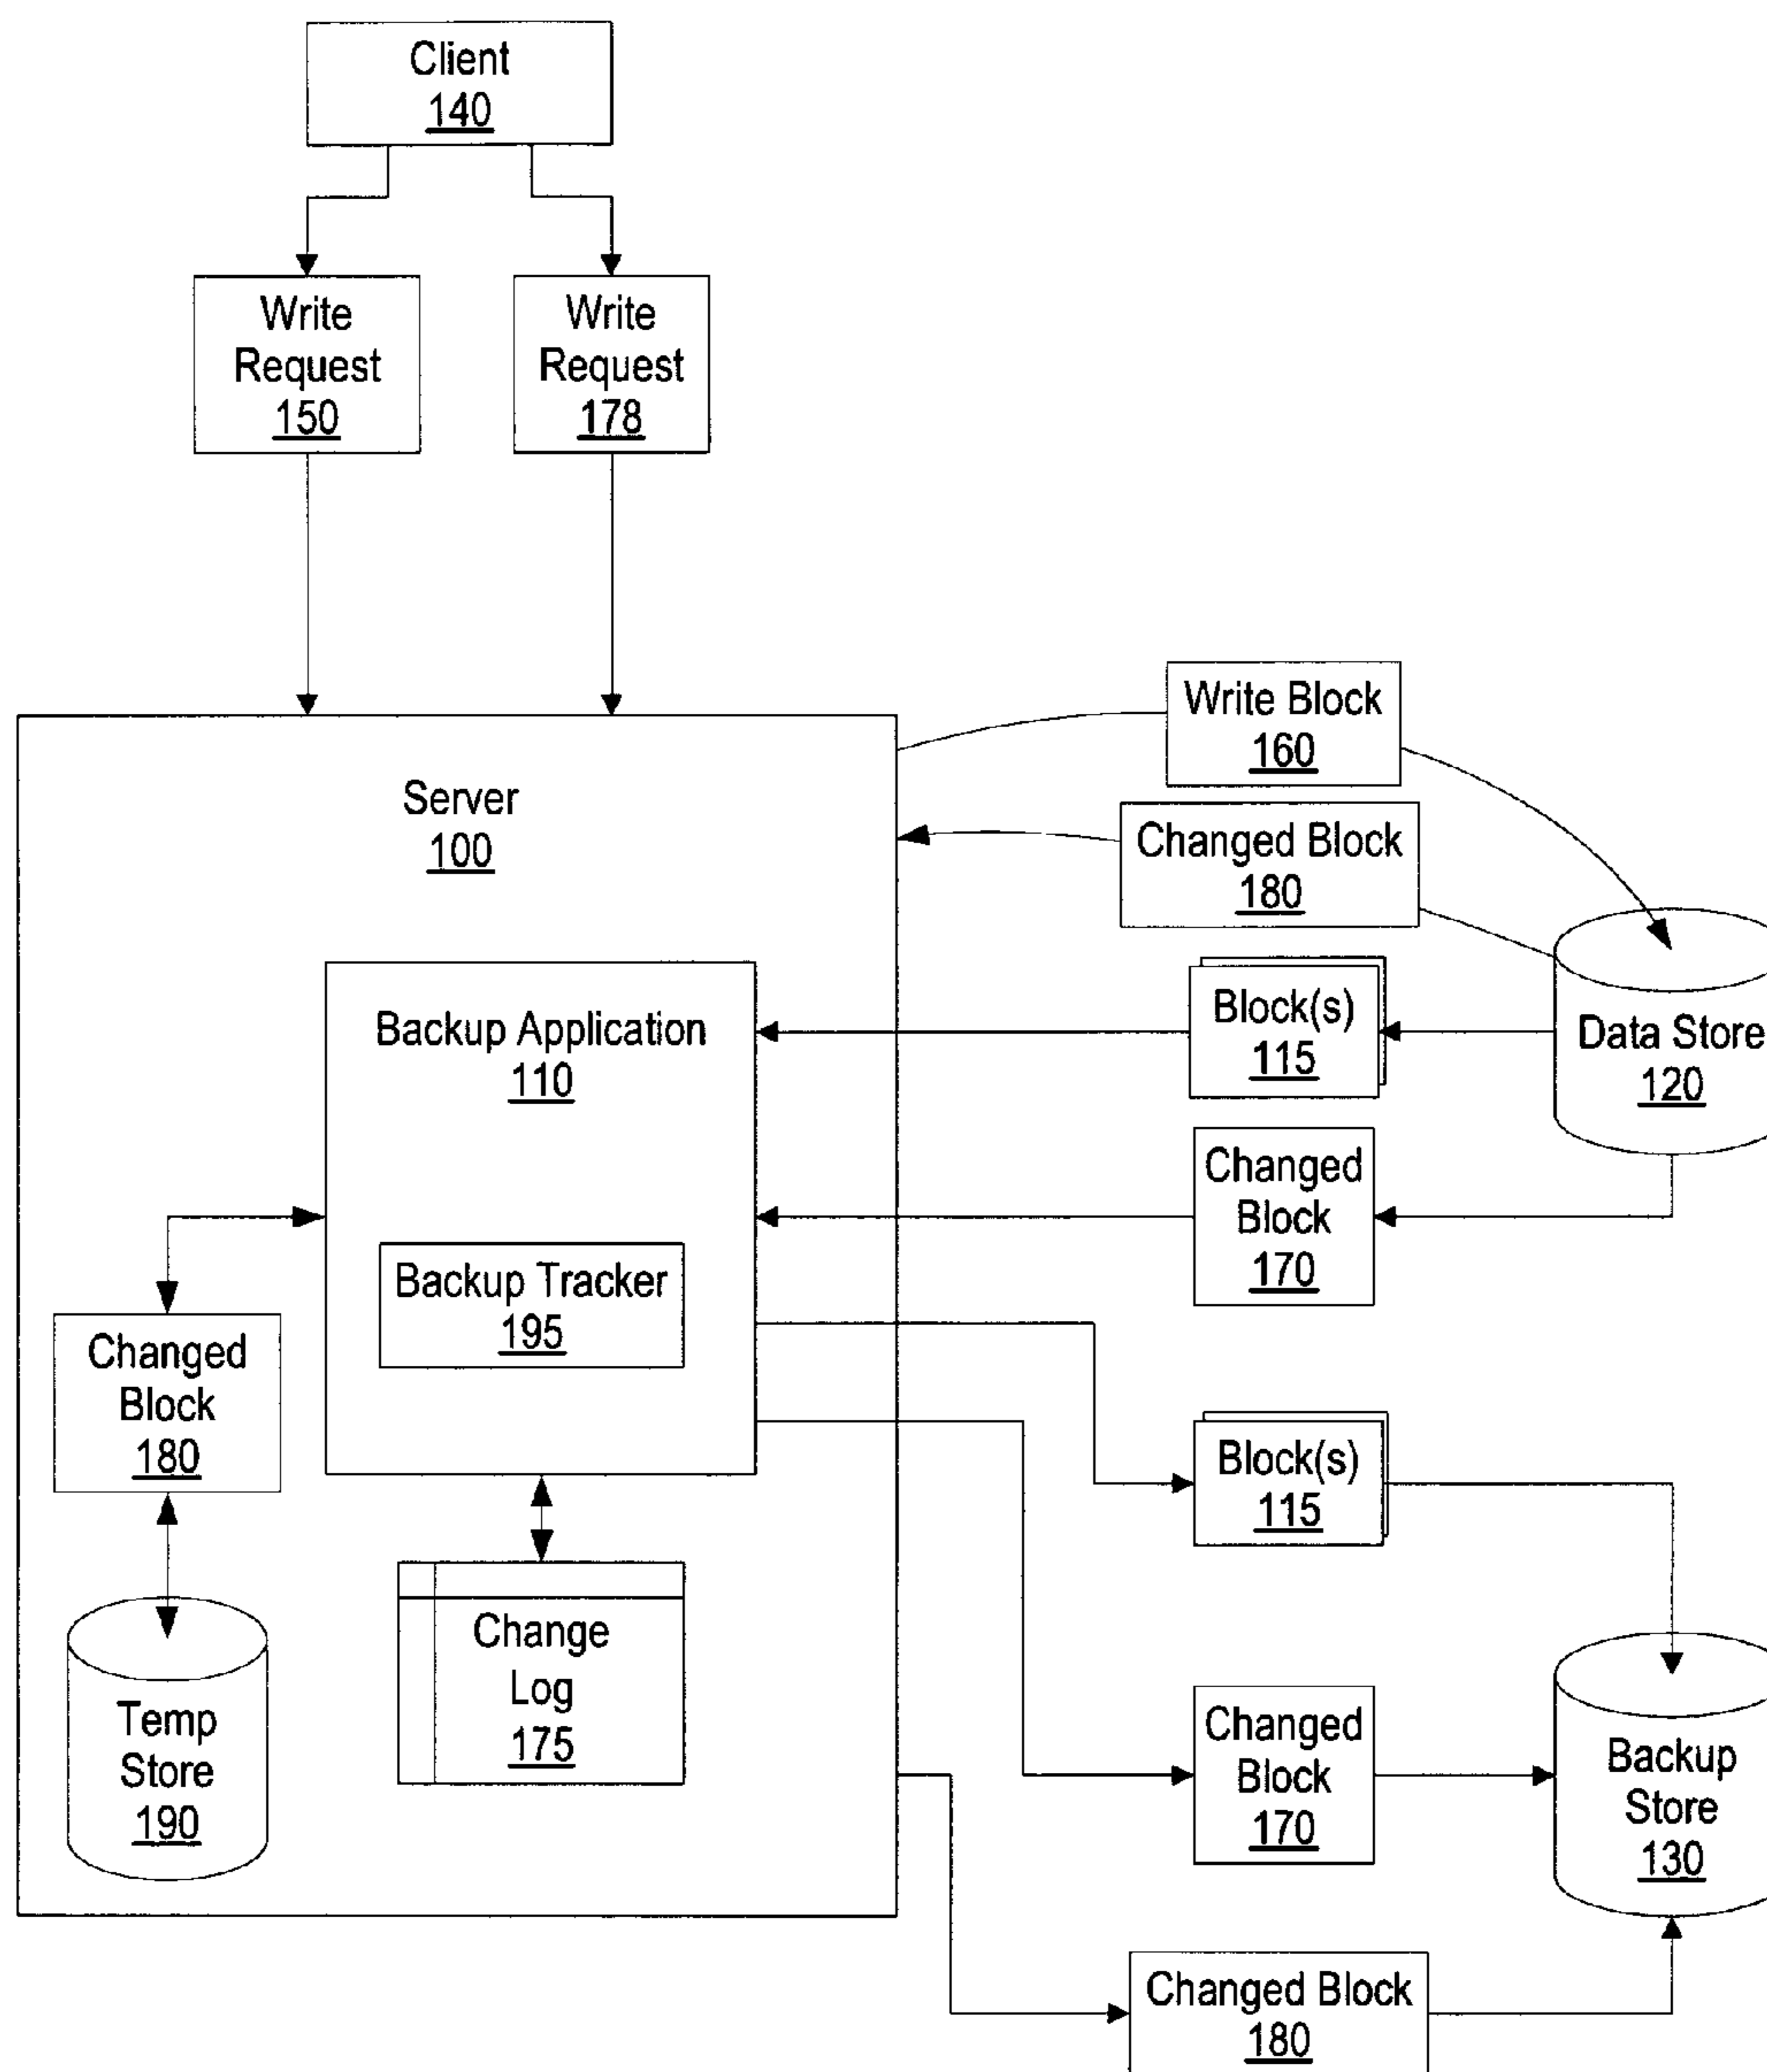 Client
140
Write
Request
150
Write
Request
178
Write Block
160
Server
100
Changed Block
180
Backup Application
110
Block(s)
115
Data Store
120
Changed
Block
170
Backup Tracker
195
Changed
Block
180
Block(s)
115
Change
Log
175
Temp
Store
190
Changed
Block
170
Backup
Store
130
Changed Block
180